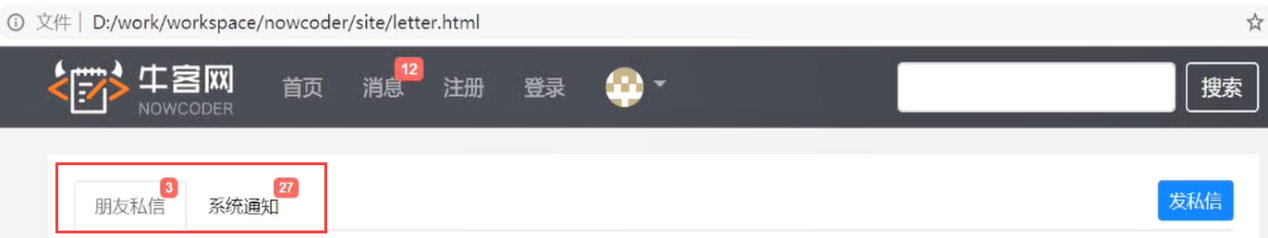 文件 D:/work/workspace/nowcoder/site/letter.html
牛客网 首页 消息 12 注册 登录 搜索
NOWCODER
朋友私信 3 系统通知 27 发私信